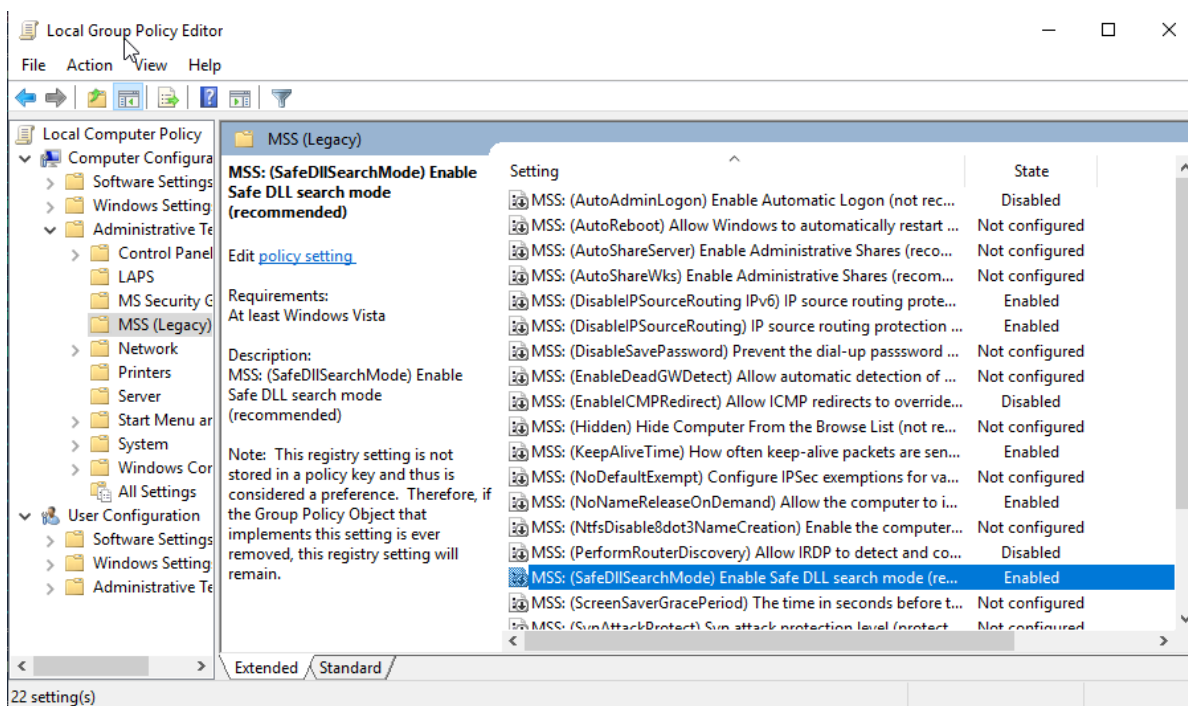 Local Group Policy Editor
File Action View Help
Local Computer Policy
Computer Configura
Software Settings
Windows Setting
Administrative Te
Control Panel
LAPS
MS Security G
MSS (Legacy)
Network
Printers
Server
Start Menu an
System
Windows Cor
All Settings
User Configuration
Software Settings
Windows Setting
Administrative Te
MSS (Legacy)
MSS: (SafeDllSearchMode) Enable
Safe DLL search mode
(recommended)
Edit policy setting
Requirements:
At least Windows Vista
Description:
MSS: (SafeDllSearchMode) Enable
Safe DLL search mode
(recommended)
Note: This registry setting is not
stored in a policy key and thus is
considered a preference. Therefore, if
the Group Policy Object that
implements this setting is ever
removed, this registry setting will
remain.
Setting State
MSS: (AutoAdminLogon) Enable Automatic Logon (not rec... Disabled
MSS: (AutoReboot) Allow Windows to automatically restart ... Not configured
MSS: (AutoShareServer) Enable Administrative Shares (reco... Not configured
MSS: (AutoShareWks) Enable Administrative Shares (recom... Not configured
MSS: (DisableIPSourceRouting IPv6) IP source routing prote... Enabled
MSS: (DisableIPSourceRouting) IP source routing protection ... Enabled
MSS: (DisableSavePassword) Prevent the dial-up passsword ... Not configured
MSS: (EnableDeadGWDetect) Allow automatic detection of ... Not configured
MSS: (EnableICMPRedirect) Allow ICMP redirects to override... Disabled
MSS: (Hidden) Hide Computer From the Browse List (not re... Not configured
MSS: (KeepAliveTime) How often keep-alive packets are sen... Enabled
MSS: (NoDefaultExempt) Configure IPSec exemptions for va... Not configured
MSS: (NoNameReleaseOnDemand) Allow the computer to i... Enabled
MSS: (NtfsDisable8dot3NameCreation) Enable the computer... Not configured
MSS: (PerformRouterDiscovery) Allow IRDP to detect and co... Disabled
MSS: (SafeDllSearchMode) Enable Safe DLL search mode (re... Enabled
MSS: (ScreenSaverGracePeriod) The time in seconds before t... Not configured
MSS: (SynAttackProtect) Syn attack protection level (protect... Not configured
Extended Standard
22 setting(s)